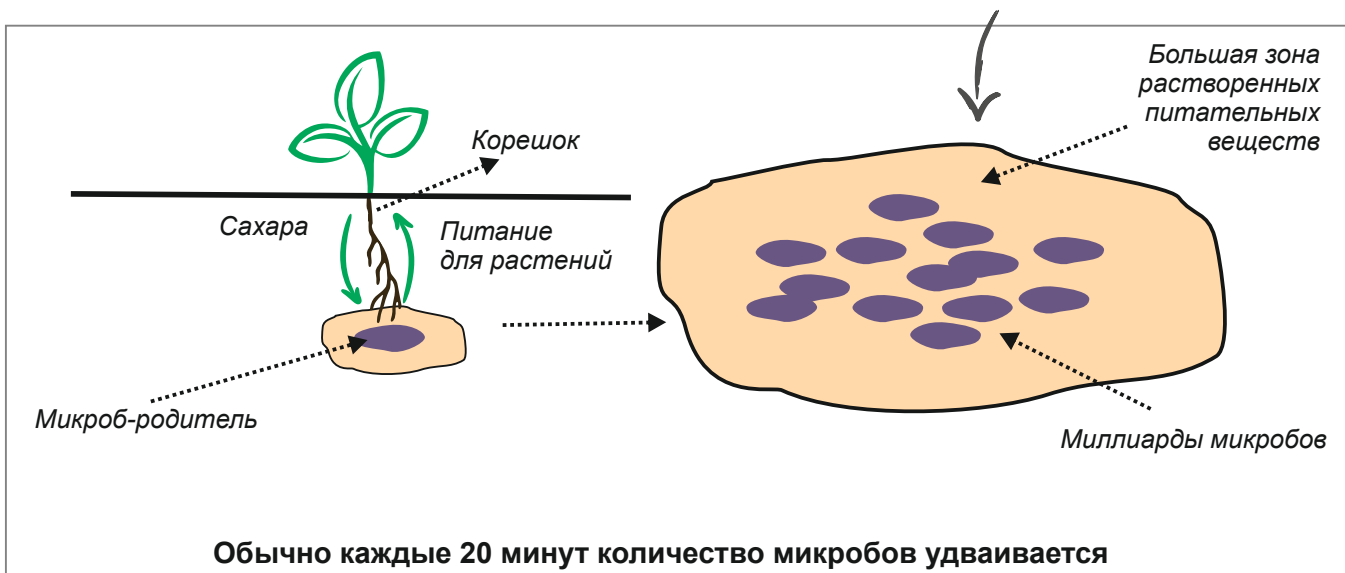 Большая зона
растворенных
питательных
веществ
Корешок
Сахара
Питание
для растений
Микроб-родитель
Миллиарды микробов
Обычно каждые 20 минут количество микробов удваивается